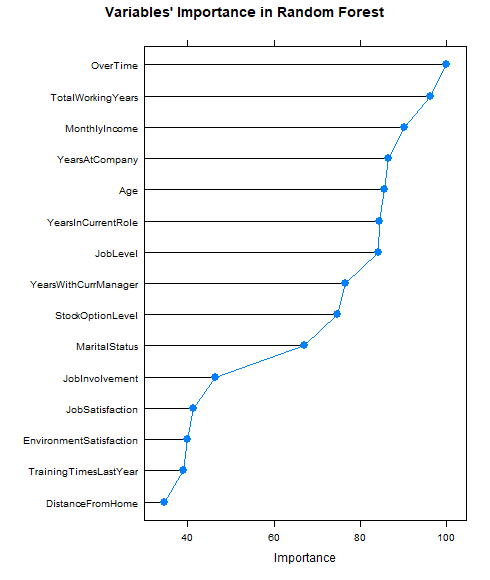 Variables' Importance in Random Forest
OverTime
TotalWorkingYears
MonthlyIncome
YearsAtCompany
Age
YearsInCurrentRole
JobLevel
YearsWithCurrManager
StockOptionLevel
MaritalStatus
JobInvolvement
JobSatisfaction
EnvironmentSatisfaction
TrainingTimesLastYear
DistanceFromHome
40 60 80 100
Importance